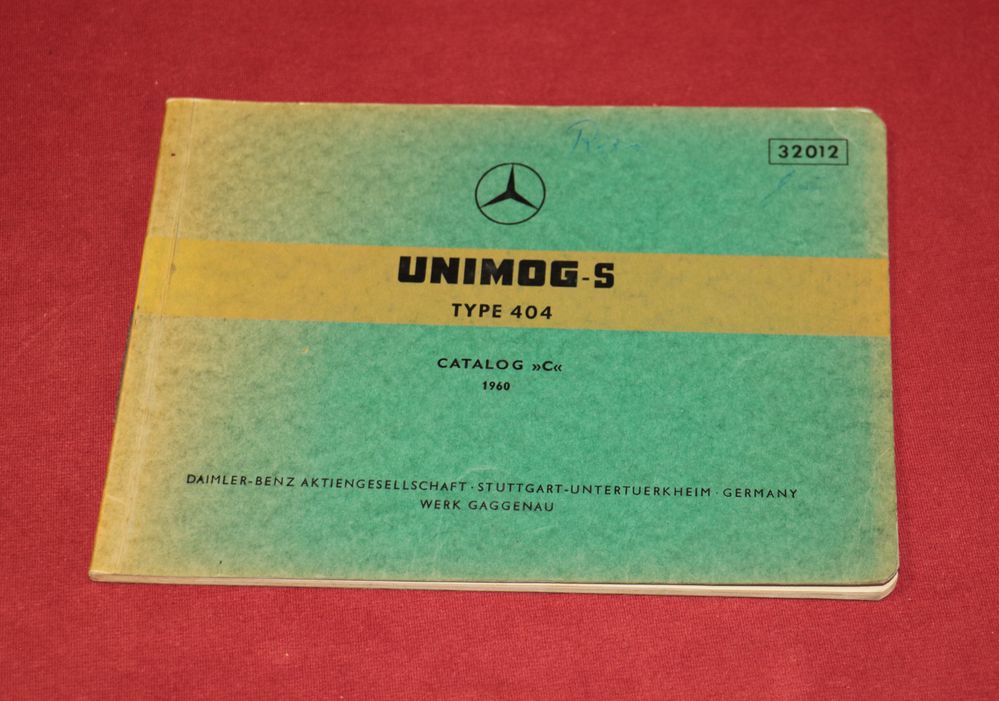 32012
UNIMOG-S
TYPE 404
CATALOG »C«
1960
DAIMLER-BENZ AKTIENGESELLSCHAFT · STUTTGART-UNTERTUERKHEIM · GERMANY
WERK GAGGENAU